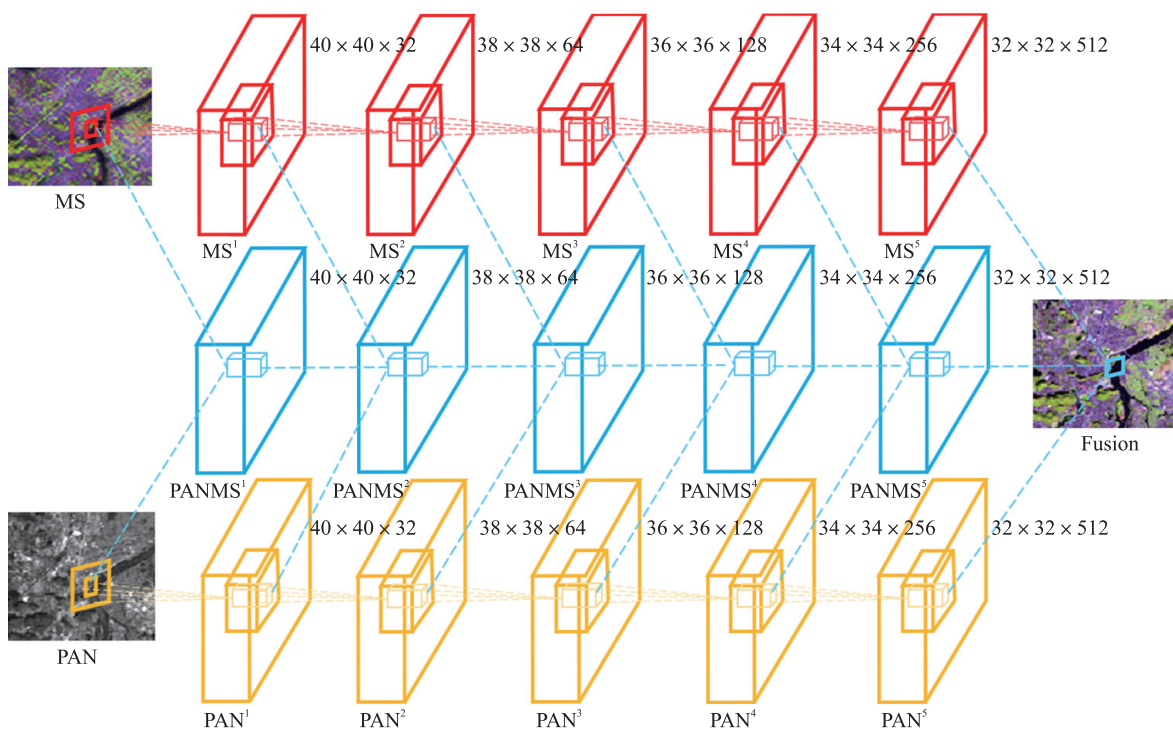 40 × 40 × 32
38 × 38 × 64
36 × 36 × 128
34 × 34 × 256
32 × 32 × 512
MS
MS¹
MS²
MS³
MS⁴
MS⁵
40 × 40 × 32
38 × 38 × 64
36 × 36 × 128
34 × 34 × 256
32 × 32 × 512
Fusion
PANMS¹
PANMS²
PANMS³
PANMS⁴
PANMS⁵
40 × 40 × 32
38 × 38 × 64
36 × 36 × 128
34 × 34 × 256
32 × 32 × 512
PAN
PAN¹
PAN²
PAN³
PAN⁴
PAN⁵